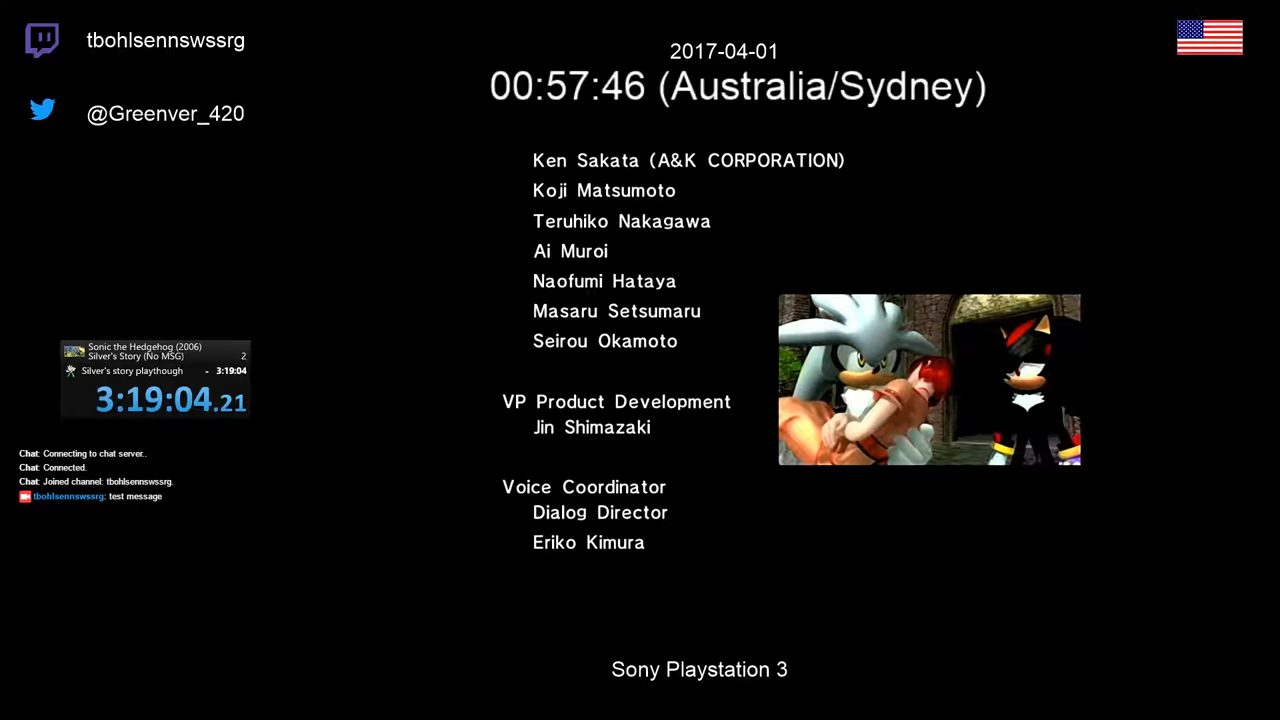 tbohlsennswssrg
@Greenver_420
2017-04-01
00:57:46 (Australia/Sydney)
Ken Sakata (A&K CORPORATION)
Koji Matsumoto
Teruhiko Nakagawa
Ai Muroi
Naofumi Hataya
Masaru Setsumaru
Seirou Okamoto
VP Product Development
Jin Shimazaki
Voice Coordinator
Dialog Director
Eriko Kimura
Sonic the Hedgehog (2006)
Silver's Story (No MSG) 2
Silver's story playthough - 3:19:04
3:19:04.21
Chat: Connecting to chat server..
Chat: Connected.
Chat: Joined channel: tbohlsennswssrg.
tbohlsennswssrg: test message
Sony Playstation 3